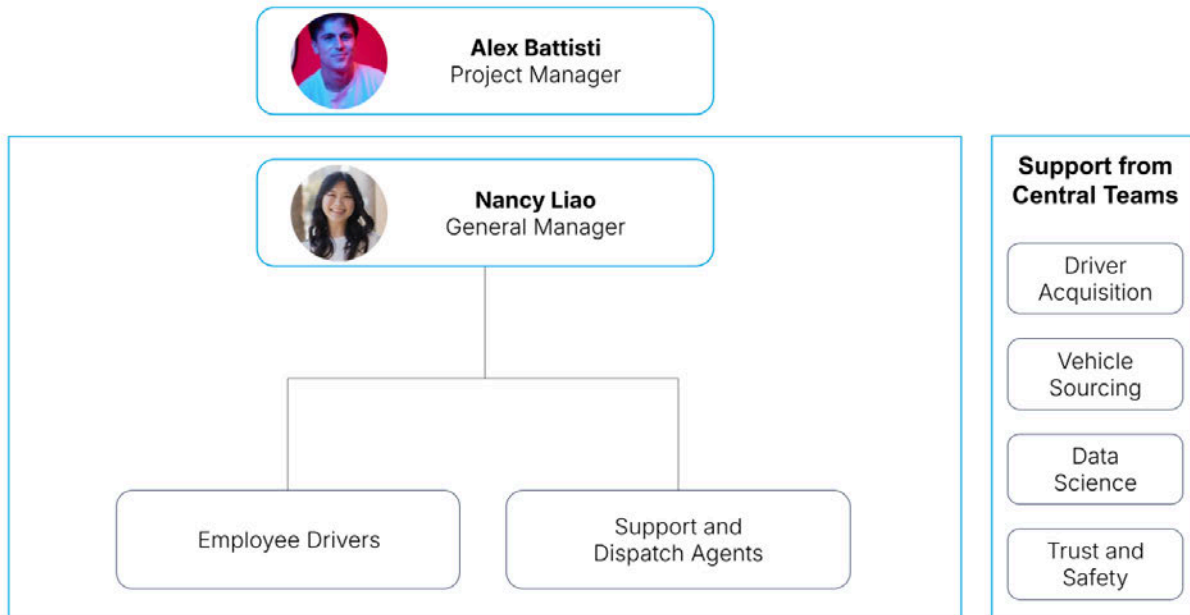 Alex Battisti
Project Manager
Nancy Liao
General Manager
Employee Drivers
Support and
Dispatch Agents
Support from
Central Teams
Driver
Acquisition
Vehicle
Sourcing
Data
Science
Trust and
Safety